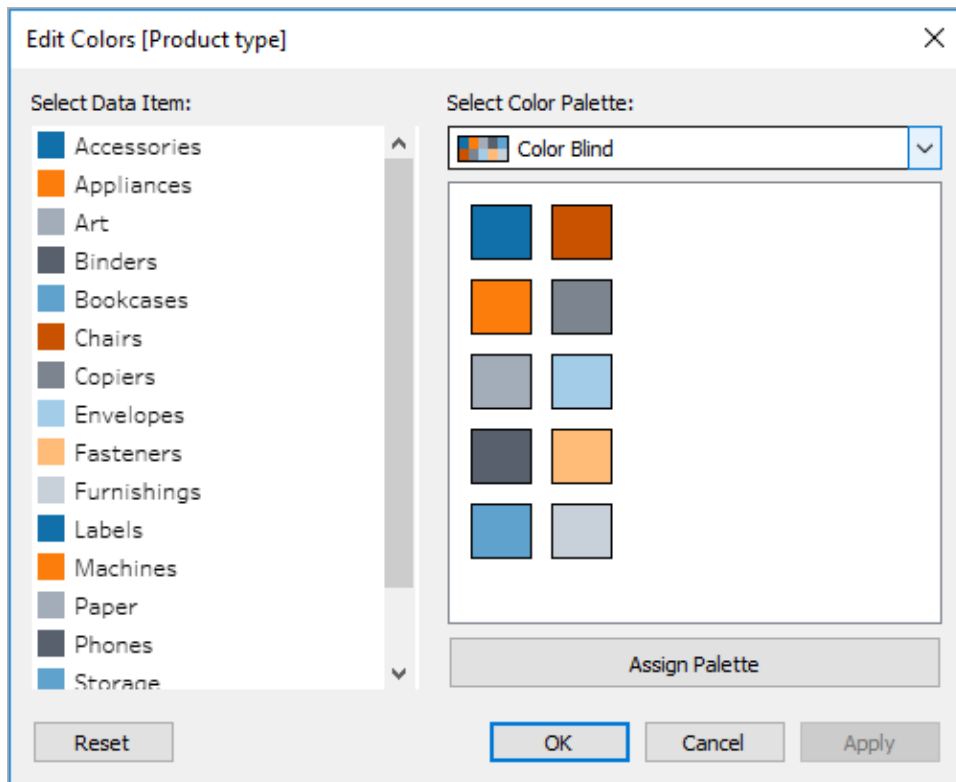 Edit Colors [Product type]
Select Data Item:
Accessories
Appliances
Art
Binders
Bookcases
Chairs
Copiers
Envelopes
Fasteners
Furnishings
Labels
Machines
Paper
Phones
Storage
Select Color Palette:
Color Blind
Assign Palette
Reset
OK
Cancel
Apply